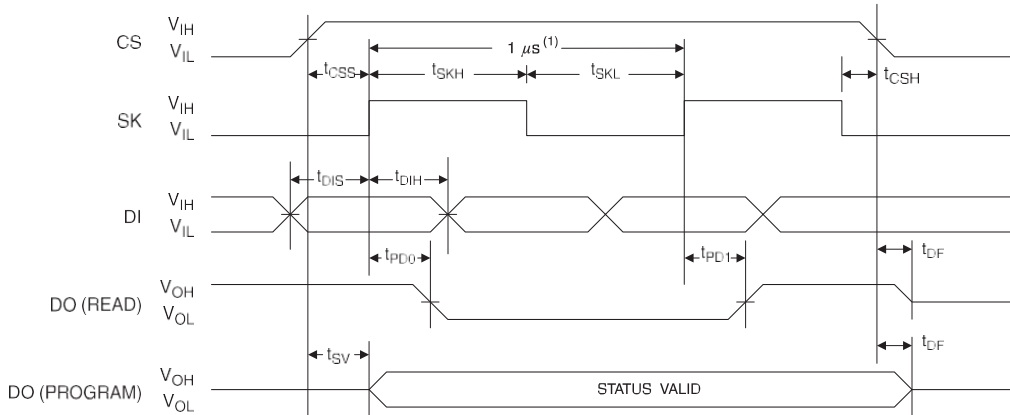 CS
VIH
VIL
1 μs(1)
tCSS
tSKH
tSKL
tCSH
SK
VIH
VIL
tDIS
tDIH
DI
VIH
VIL
tPD0
tPD1
tDF
DO (READ)
VOH
VOL
tSV
tDF
DO (PROGRAM)
VOH
VOL
STATUS VALID